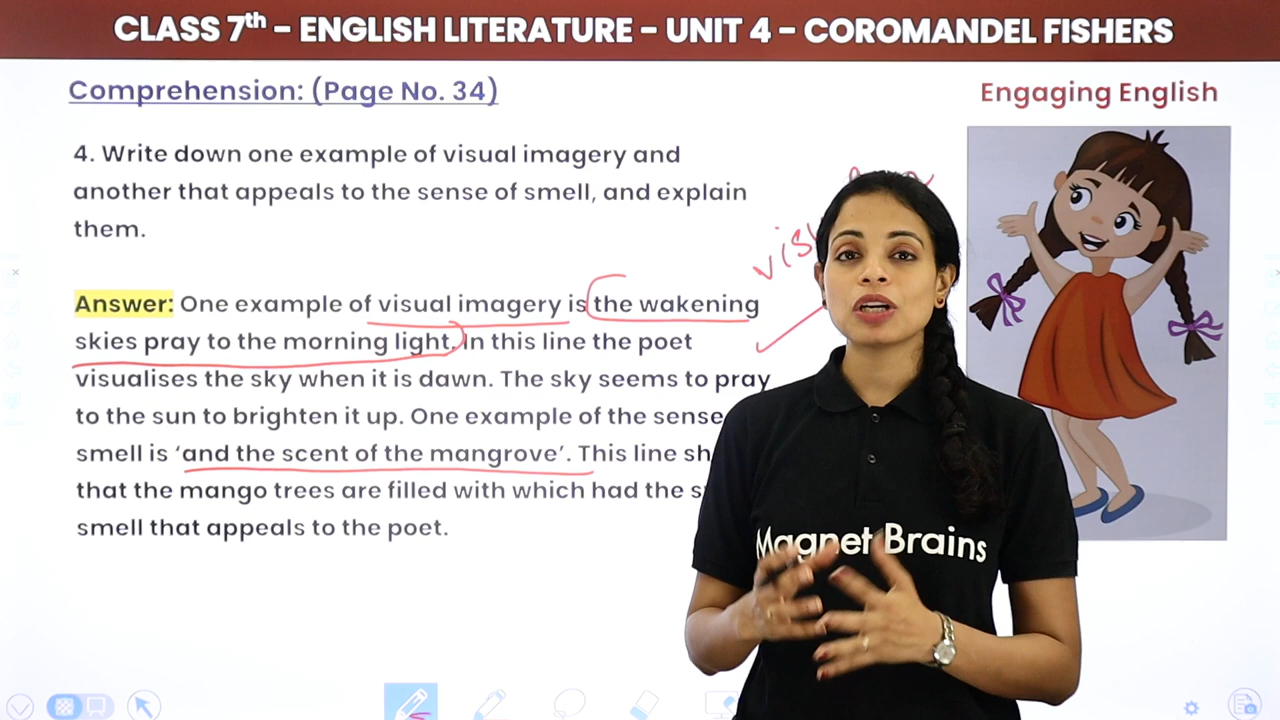 CLASS 7th – ENGLISH LITERATURE – UNIT 4 – COROMANDEL FISHERS
Comprehension: (Page No. 34)
Engaging English
4. Write down one example of visual imagery and
another that appeals to the sense of smell, and explain
them.
Answer: One example of visual imagery is the wakening
skies pray to the morning light. In this line the poet
visualises the sky when it is dawn. The sky seems to pray
to the sun to brighten it up. One example of the sense
smell is ‘and the scent of the mangrove’. This line
that the mango trees are filled with which had the
smell that appeals to the poet.
Magnet Brains